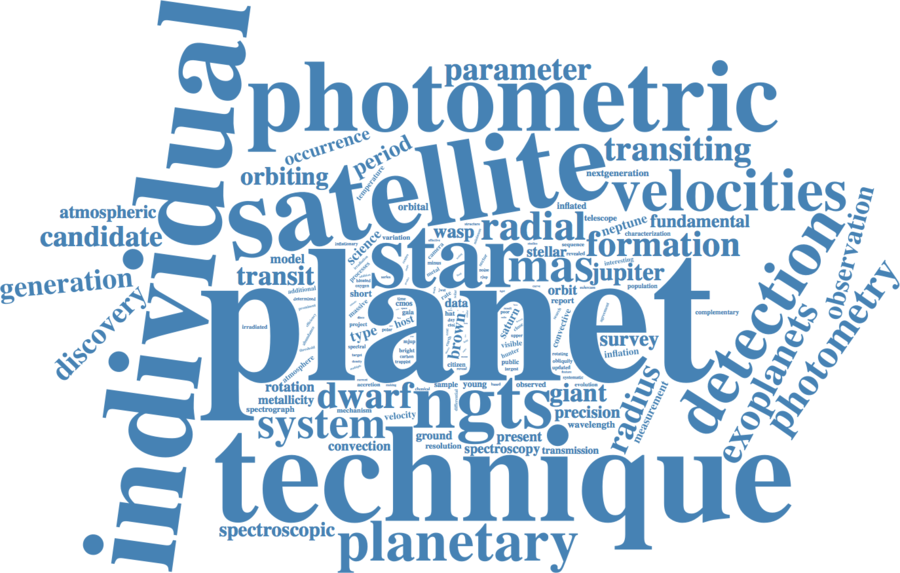 individual
parameter
photometric
occurrence
period
temperature
satellite
transiting
orbiting
nextgeneration
velocities
atmospheric
candidate
orbital
inflated
telescope
neptune
fundamental
characterization
wasp
radial
science
variation
stellar
formation
star
mas
jupiter
model
transit
generation
discovery
interesting
population
orbit
report
additional
short
massive
data
planet
complementary
irradiated
cmos
gaia
host
type
project
brown
saturn
convective
visible
hunter
public
citizen
bright
survey
inflation
detection
observation
exoplanets
photometry
atmosphere
rotation
metallicity
spectrograph
mechanism
dwarf
velocity
sample
young
observed
evolution
ngts
giant
precision
wavelength
radius
measurement
system
convection
ground
resolution
present
spectroscopy
transmission
technique
spectroscopic
planetary